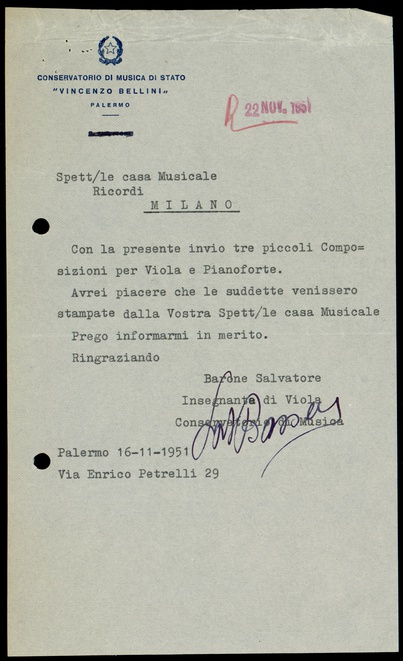 CONSERVATORIO DI MUSICA DI STATO
"VINCENZO BELLINI"
PALERMO
R 22 NOV. 1951
Spett/le casa Musicale
Ricordi
MILANO
Con la presente invio tre piccoli Compo=
sizioni per Viola e Pianoforte.
Avrei piacere che le suddette venissero
stampate dalla Vostra Spett/le casa Musicale
Prego informarmi in merito.
Ringraziando
Barone Salvatore
Insegnante di Viola
Conservatorio di Musica
Palermo 16-11-1951
Via Enrico Petrelli 29